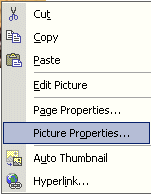 Cut
Copy
Paste
Edit Picture
Page Properties...
Picture Properties...
Auto Thumbnail
Hyperlink...